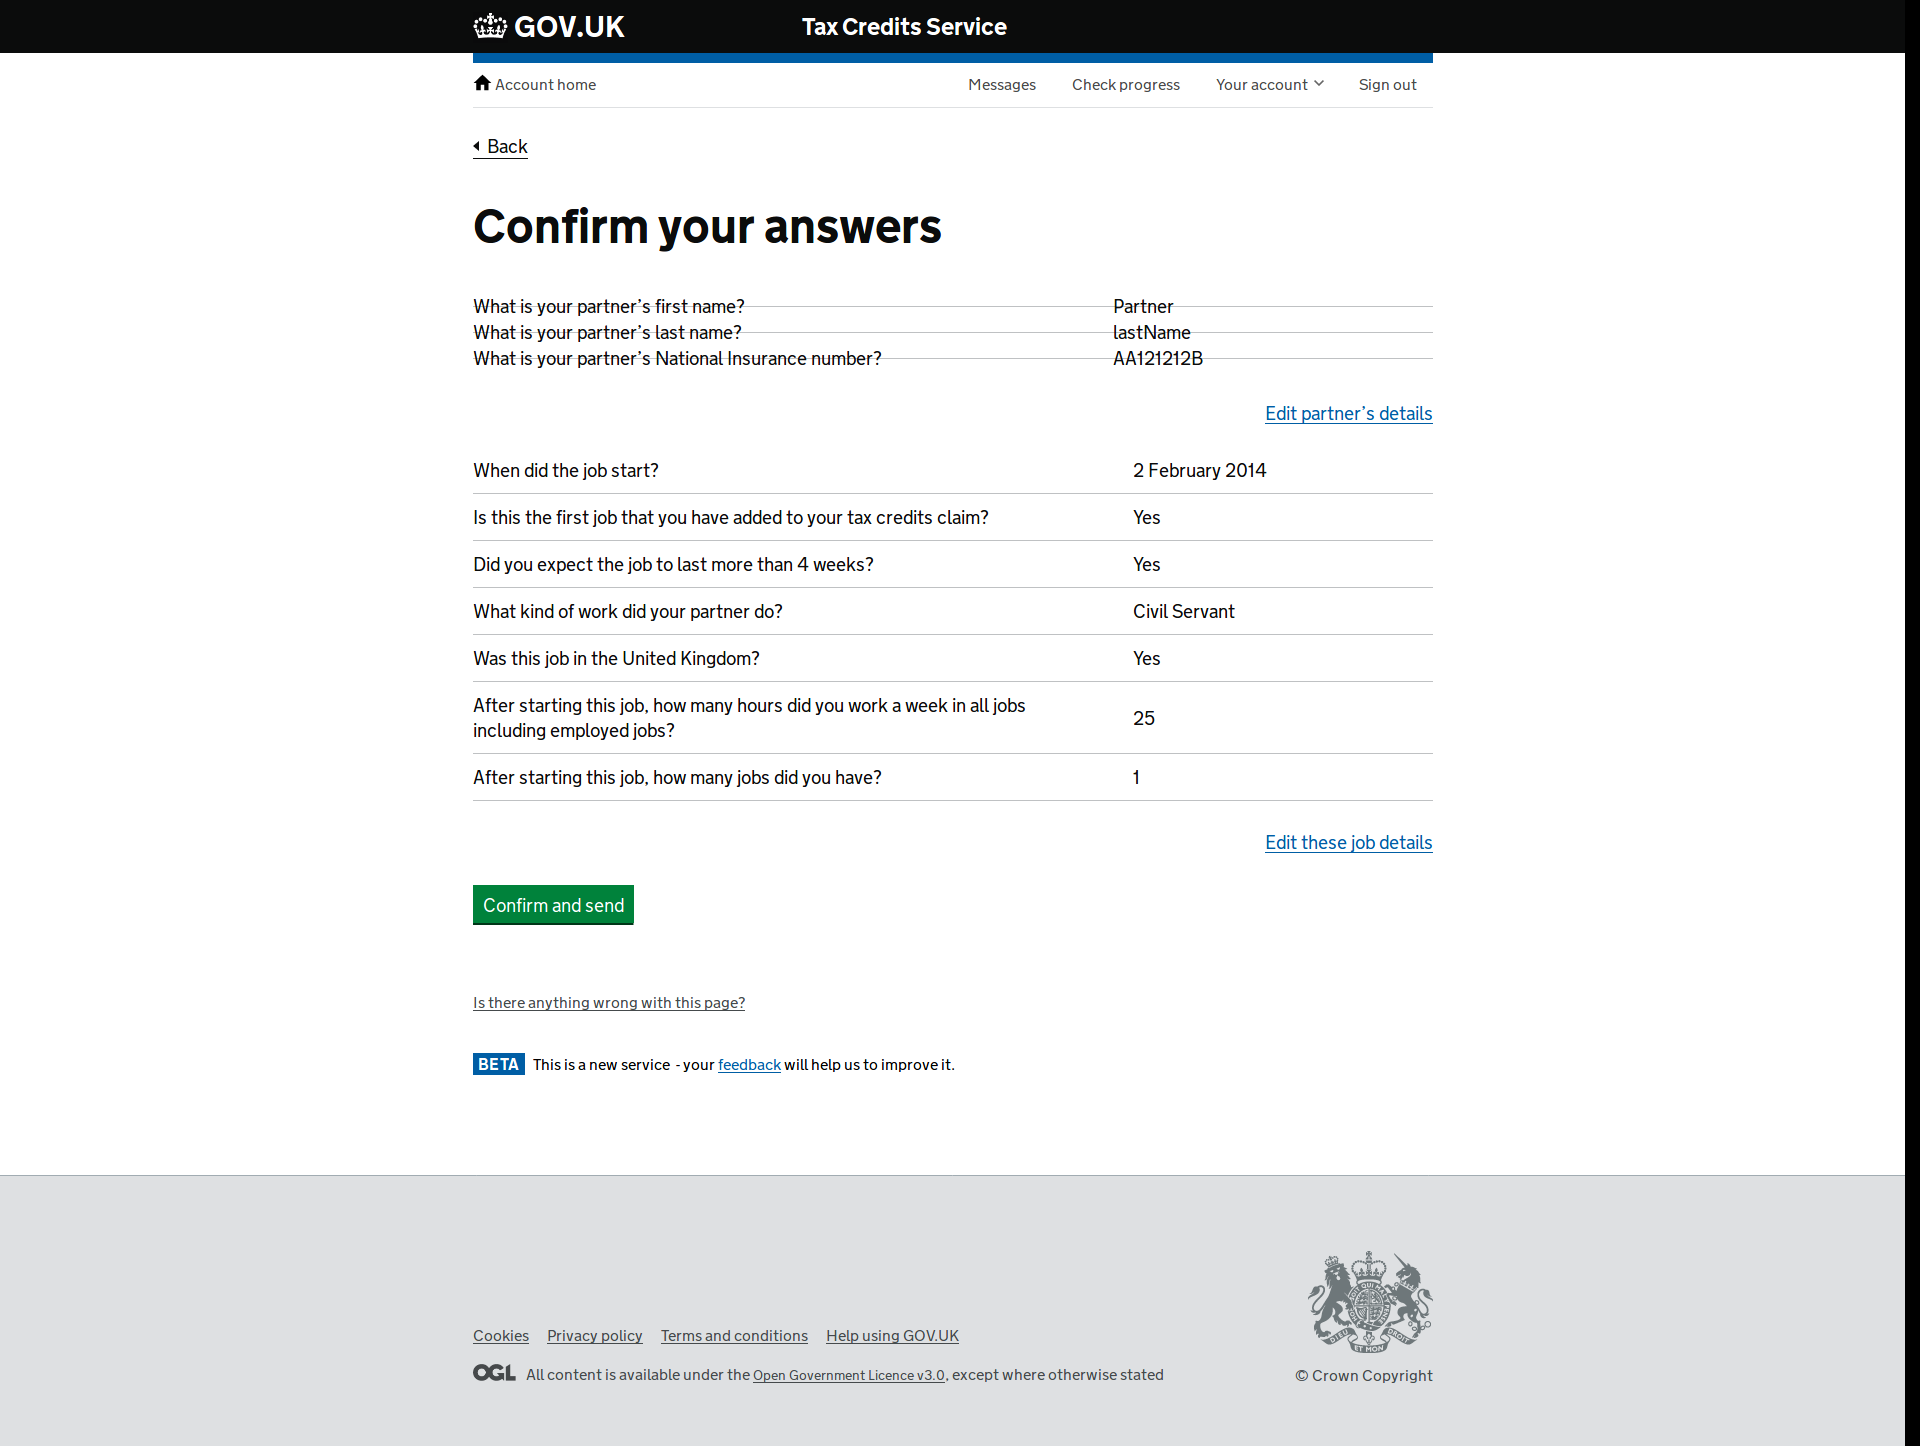 GOV.UK
Tax Credits Service
Account home
Messages
Check progress
Your account
Sign out
Back
Confirm your answers
What is your partner’s first name? Partner
What is your partner’s last name? lastName
What is your partner’s National Insurance number? AA121212B
Edit partner’s details
When did the job start? 2 February 2014
Is this the first job that you have added to your tax credits claim? Yes
Did you expect the job to last more than 4 weeks? Yes
What kind of work did your partner do? Civil Servant
Was this job in the United Kingdom? Yes
After starting this job, how many hours did you work a week in all jobs
including employed jobs?
25
After starting this job, how many jobs did you have? 1
Edit these job details
Confirm and send
Is there anything wrong with this page?
BETA This is a new service - your feedback will help us to improve it.
Cookies Privacy policy Terms and conditions Help using GOV.UK
OGL All content is available under the Open Government Licence v3.0, except where otherwise stated
DIEU ET MON DROIT
© Crown Copyright